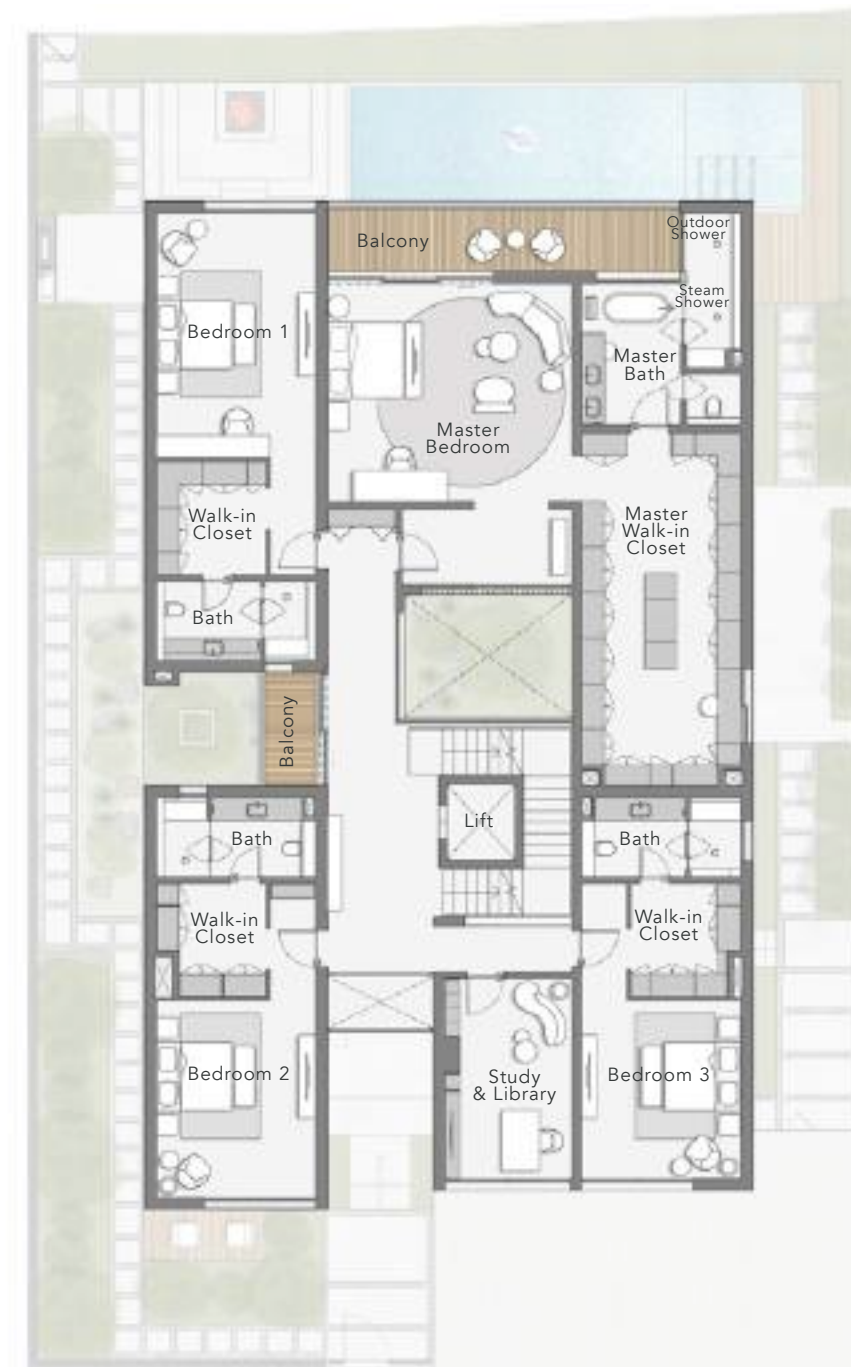 Outdoor
Shower
Balcony
Steam
Shower
Bedroom 1
Master
Bath
Master
Bedroom
Walk-in
Closet
Master
Walk-in
Closet
Bath
Balcony
Lift
Bath
Bath
Walk-in
Closet
Walk-in
Closet
Bedroom 2
Study
& Library
Bedroom 3